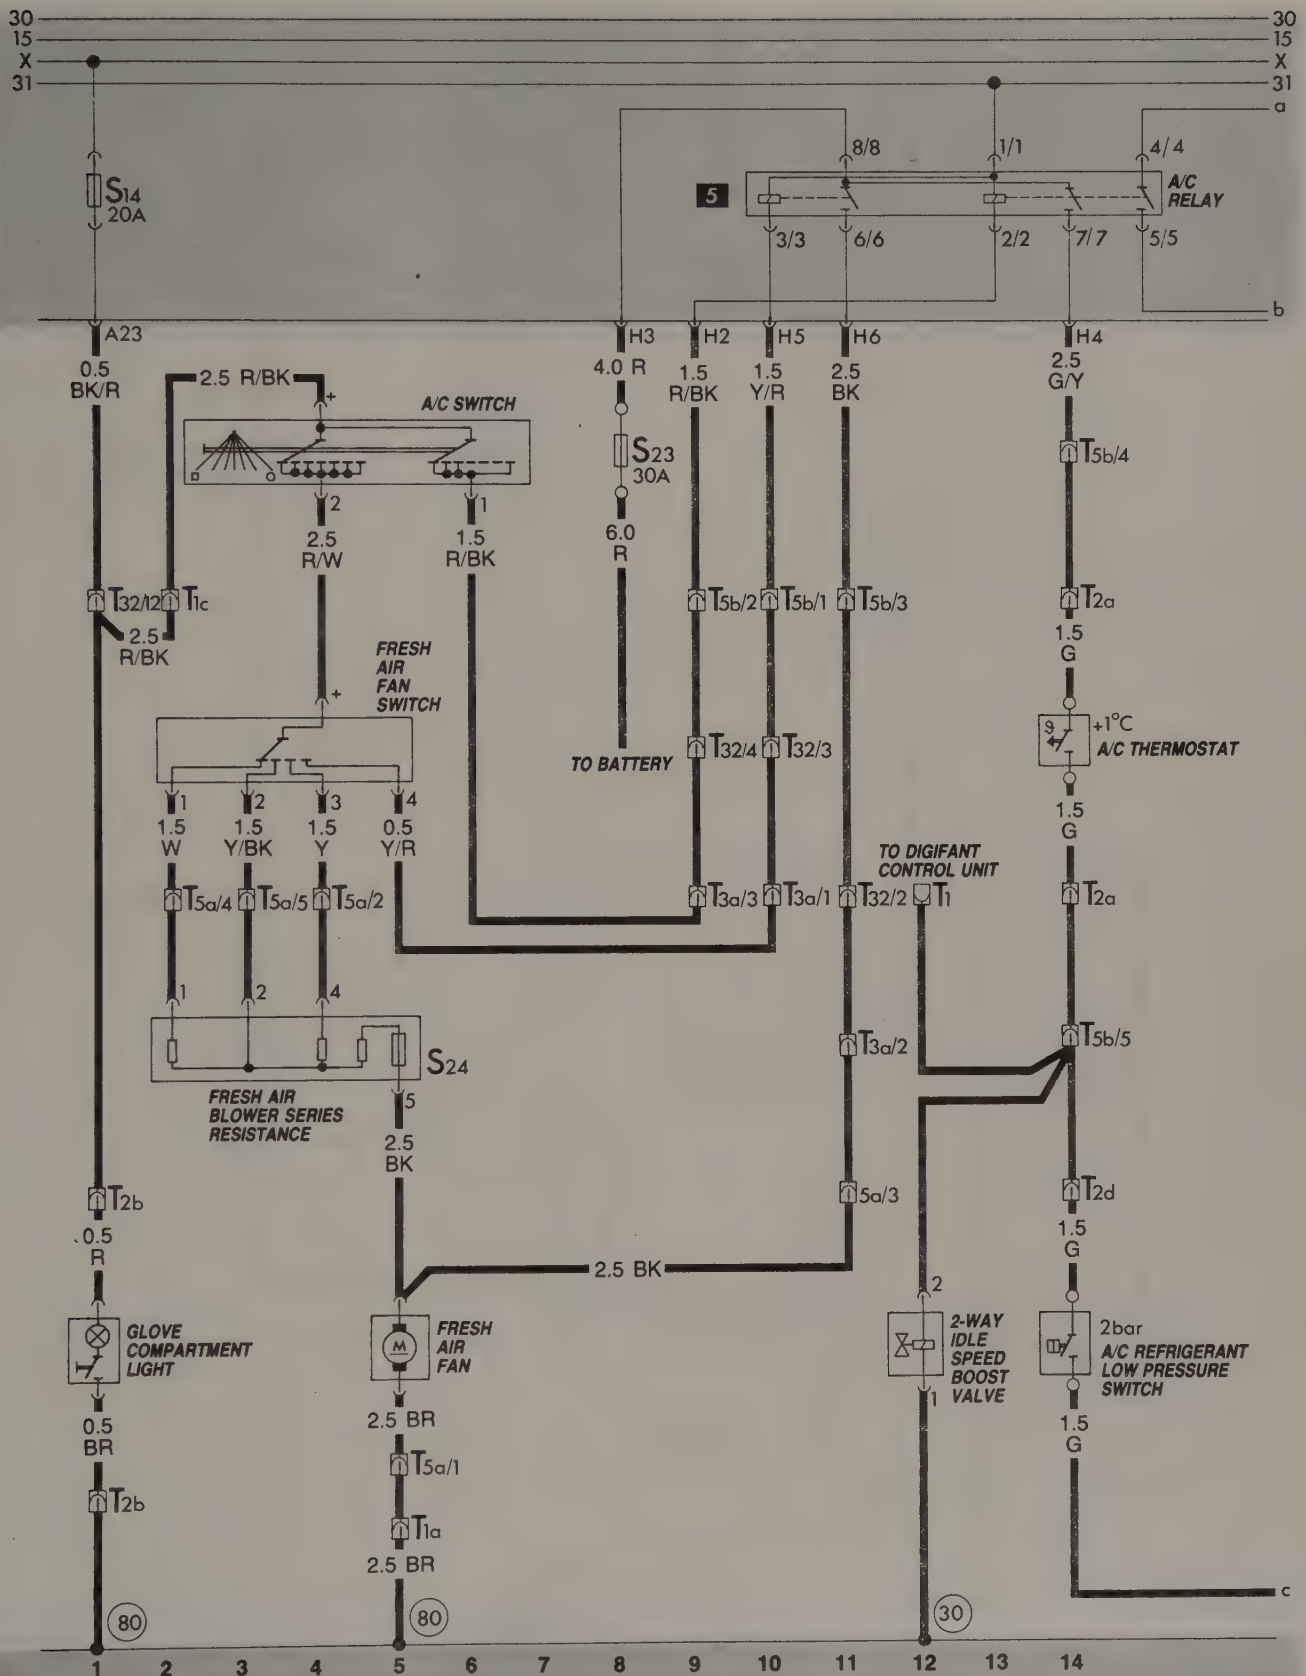 30 30
15 15
X X
31 31
a
8/8 1/1 4/4
S14
20A
5
A/C
RELAY
3/3 6/6 2/2 7/7 5/5
b
A23 H3 H2 H5 H6 H4
0.5
BK/R
2.5 R/BK
+
A/C SWITCH
4.0 R
1.5
R/BK
1.5
Y/R
2.5
BK
2.5
G/Y
S23
30A
T5b/4
2 1
2.5
R/W
1.5
R/BK
6.0
R
T32/12 T1c T5b/2 T5b/1 T5b/3 T2a
2.5
R/BK
1.5
G
FRESH
AIR
FAN
SWITCH
+
+1°C
A/C THERMOSTAT
T32/4 T32/3
TO BATTERY
1 2 3 4
1.5
W
1.5
Y/BK
1.5
Y
0.5
Y/R
1.5
G
TO DIGIFANT
CONTROL UNIT
T5a/4 T5a/5 T5a/2 T3a/3 T3a/1 T32/2 T1 T2a
1 2 4
S24
T3a/2 T5b/5
FRESH AIR
BLOWER SERIES
RESISTANCE
5
2.5
BK
T2b 5a/3 T2d
0.5
R
1.5
G
2.5 BK
2
GLOVE
COMPARTMENT
LIGHT
M
FRESH
AIR
FAN
2-WAY
IDLE
SPEED
BOOST
VALVE
2bar
A/C REFRIGERANT
LOW PRESSURE
SWITCH
1
0.5
BR
2.5 BR
1.5
G
T5a/1
T2b
T1a
2.5 BR
c
80 80 30
1 2 3 4 5 6 7 8 9 10 11 12 13 14